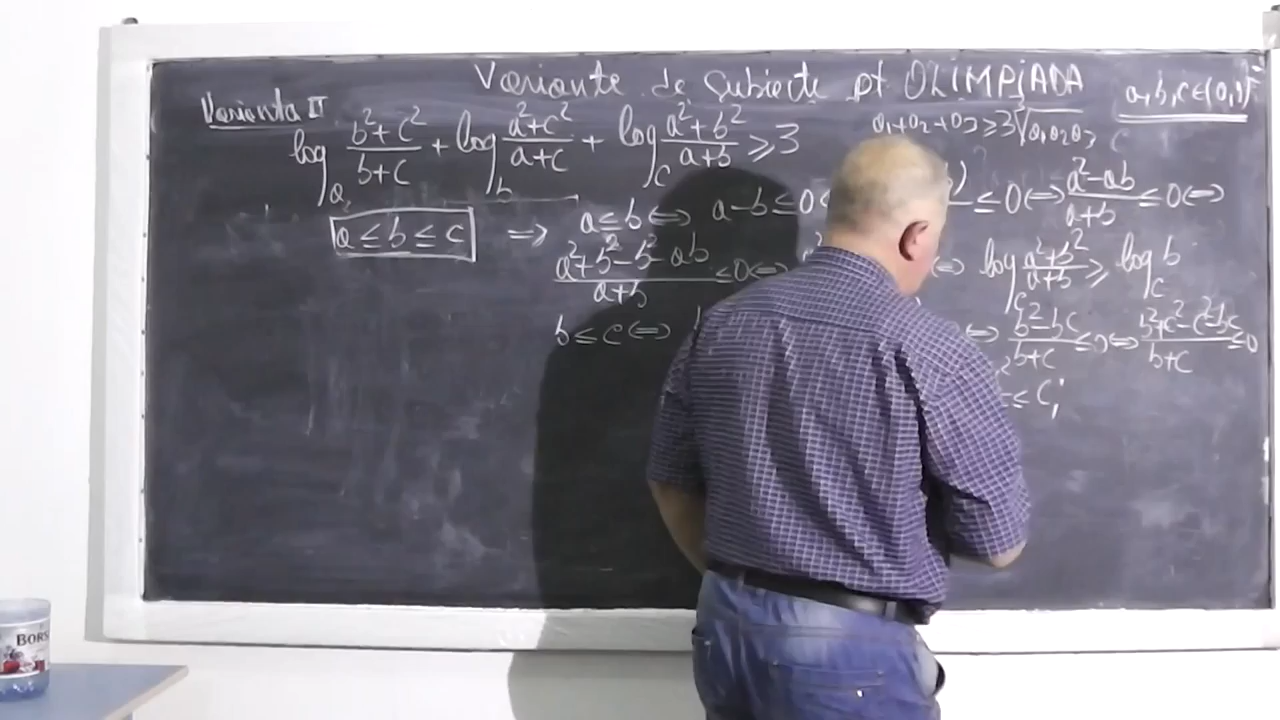 Variante de Subiecte pt OLIMPIADA
a,b,c∈(0,1)
Varianta II
log_a (b²+c²)/(b+c) + log_b (a²+c²)/(a+c) + log_c (a²+b²)/(a+b) ≥ 3
a₁+a₂+a₃≥3∛(a₁a₂a₃)
a≤b≤c ⇒ a≤b ⇔ a-b≤0 ≤0 ⇔ (a²-ab)/(a+b) ≤0 ⇔
(a²+b²-b²-ab)/(a+b) ≤0 ⇔ ⇔ log_c (a²+b²)/(a+b) ≥ log_c b
b≤c ⇔ ⇔ (b²-bc)/(b+c) ≤0 ⇔ (b²+c²-c²-bc)/(b+c) ≤0
≤ c;
BORS